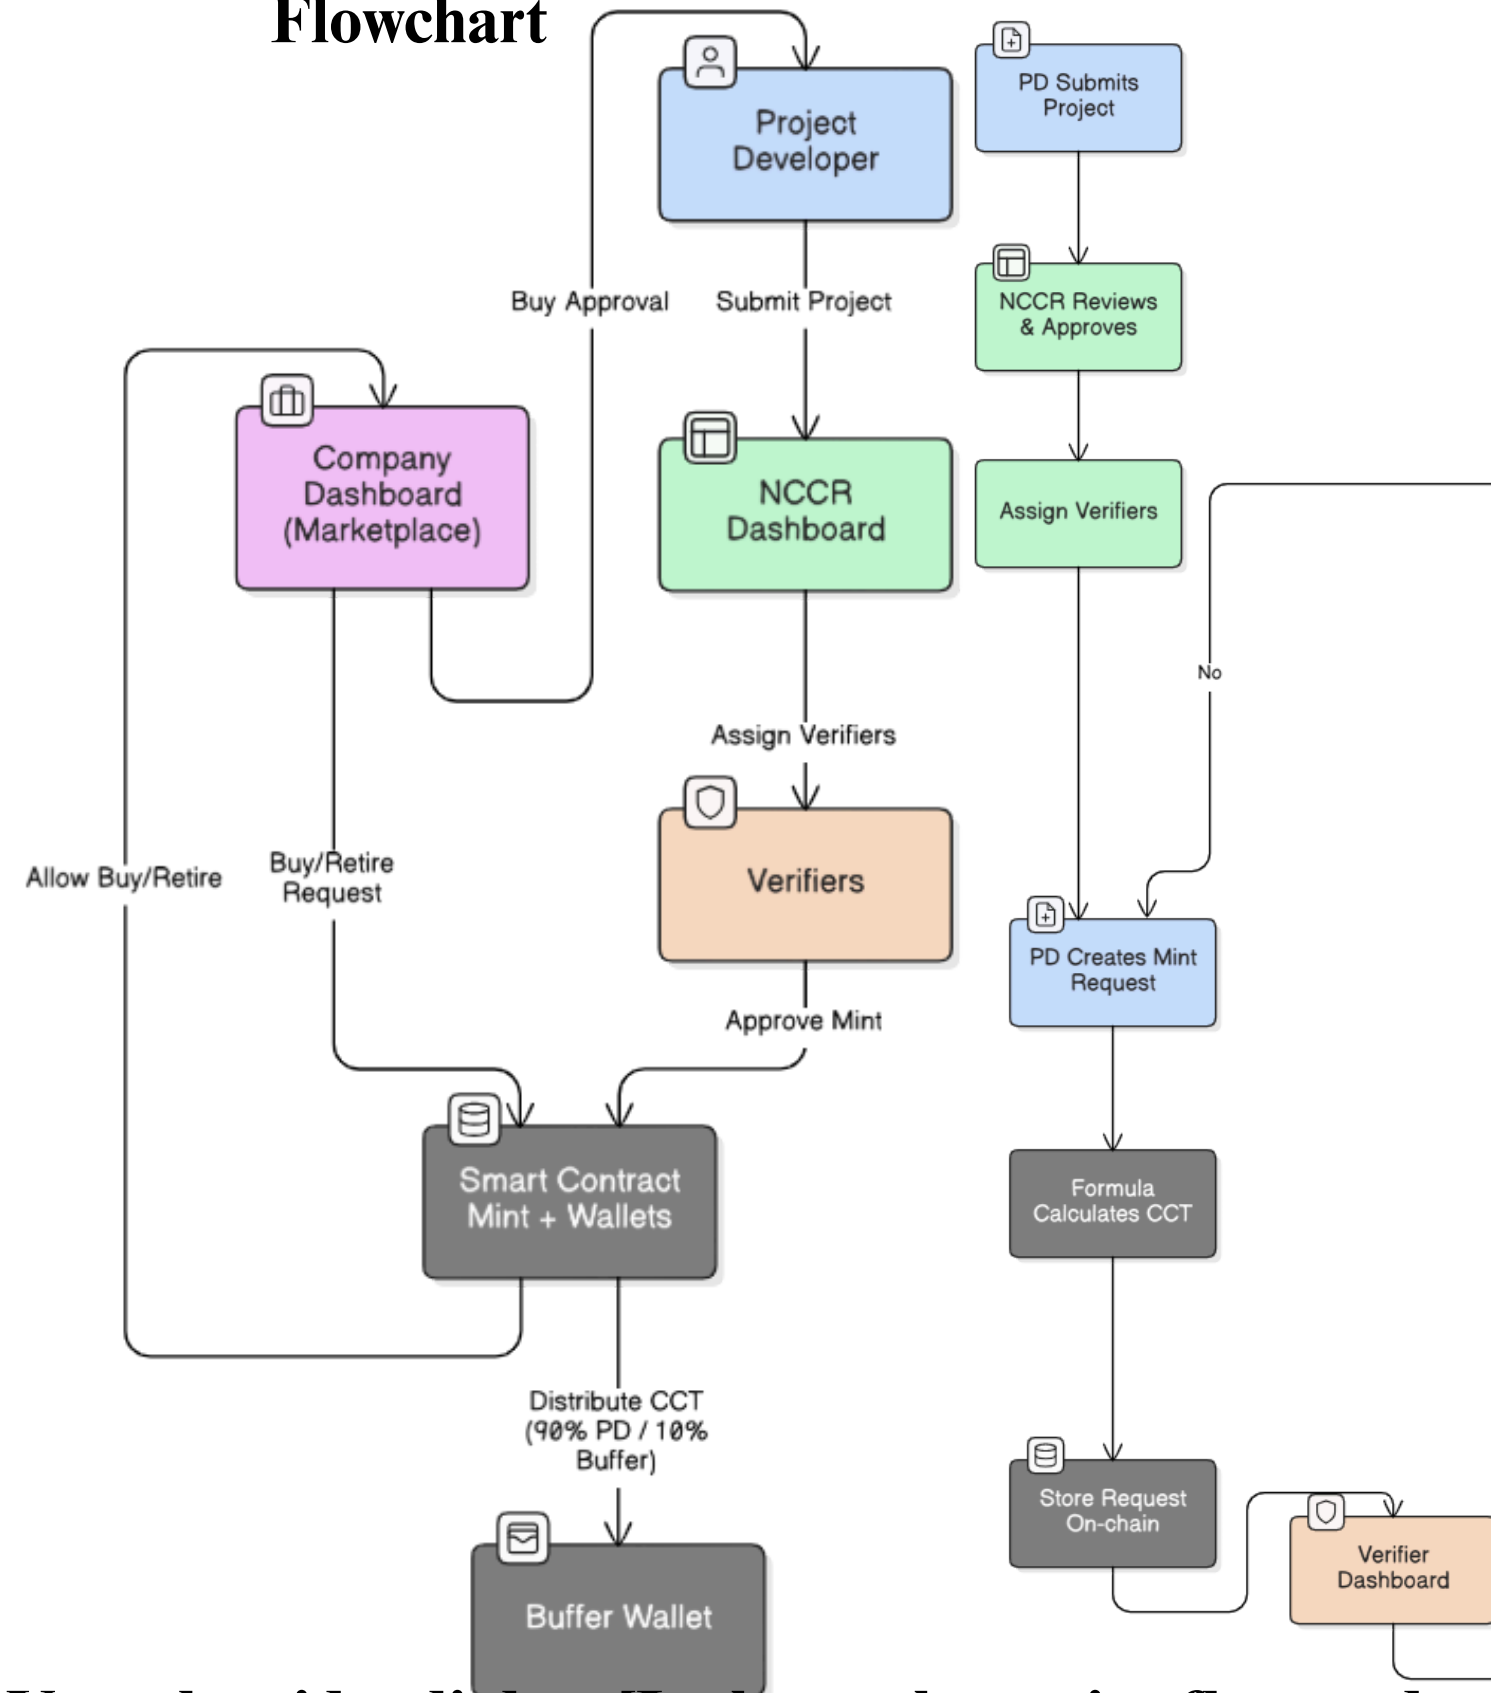 Flowchart
Project
Developer
Buy Approval
Submit Project
Company
Dashboard
(Marketplace)
NCCR
Dashboard
Assign Verifiers
Allow Buy/Retire
Buy/Retire
Request
Verifiers
Approve Mint
Smart Contract
Mint + Wallets
Distribute CCT
(90% PD / 10%
Buffer)
Buffer Wallet
PD Submits
Project
NCCR Reviews
& Approves
Assign Verifiers
No
PD Creates Mint
Request
Formula
Calculates CCT
Store Request
On-chain
Verifier
Dashboard